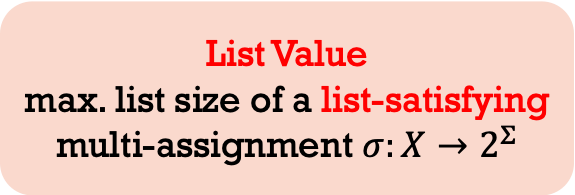 List Value
max. list size of a list-satisfying
multi-assignment σ: X → 2^Σ